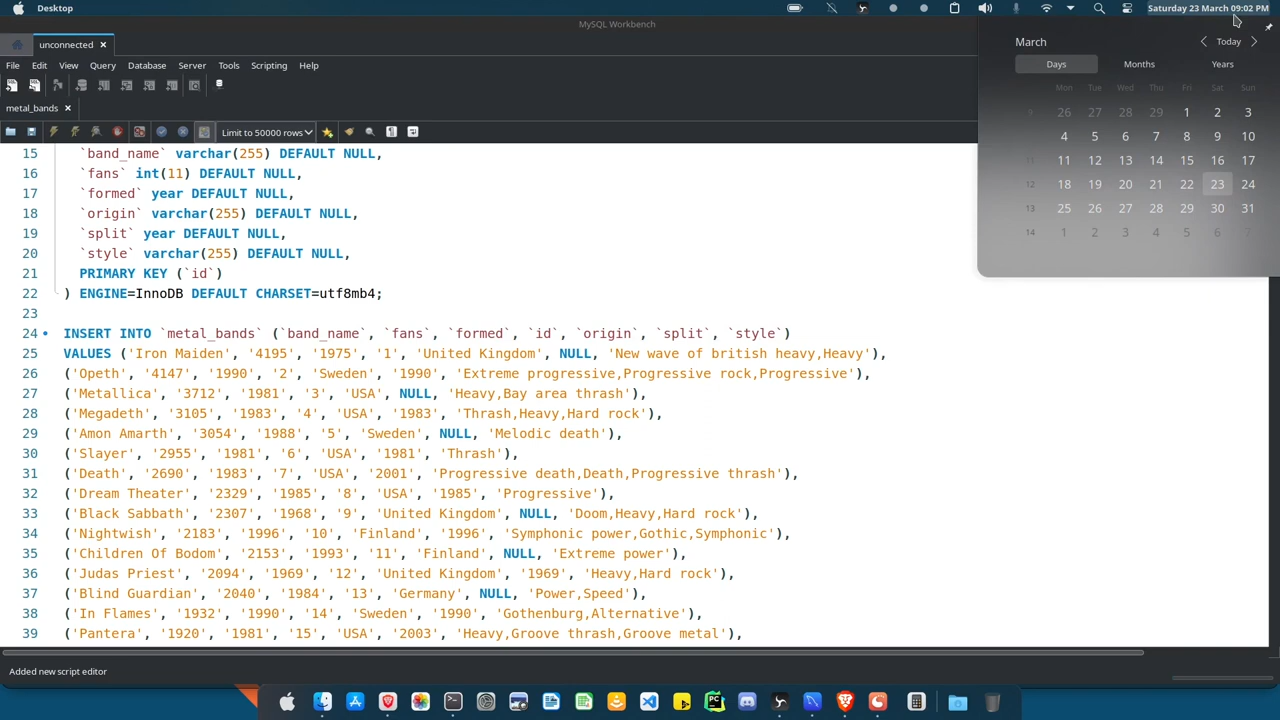 Desktop
Saturday 23 March 09:02 PM
MySQL Workbench
unconnected
File Edit View Query Database Server Tools Scripting Help
metal_bands
Limit to 50000 rows
15 `band_name` varchar(255) DEFAULT NULL,
16 `fans` int(11) DEFAULT NULL,
17 `formed` year DEFAULT NULL,
18 `origin` varchar(255) DEFAULT NULL,
19 `split` year DEFAULT NULL,
20 `style` varchar(255) DEFAULT NULL,
21 PRIMARY KEY (`id`)
22 ) ENGINE=InnoDB DEFAULT CHARSET=utf8mb4;
23
24 INSERT INTO `metal_bands` (`band_name`, `fans`, `formed`, `id`, `origin`, `split`, `style`)
25 VALUES ('Iron Maiden', '4195', '1975', '1', 'United Kingdom', NULL, 'New wave of british heavy,Heavy'),
26 ('Opeth', '4147', '1990', '2', 'Sweden', '1990', 'Extreme progressive,Progressive rock,Progressive'),
27 ('Metallica', '3712', '1981', '3', 'USA', NULL, 'Heavy,Bay area thrash'),
28 ('Megadeth', '3105', '1983', '4', 'USA', '1983', 'Thrash,Heavy,Hard rock'),
29 ('Amon Amarth', '3054', '1988', '5', 'Sweden', NULL, 'Melodic death'),
30 ('Slayer', '2955', '1981', '6', 'USA', '1981', 'Thrash'),
31 ('Death', '2690', '1983', '7', 'USA', '2001', 'Progressive death,Death,Progressive thrash'),
32 ('Dream Theater', '2329', '1985', '8', 'USA', '1985', 'Progressive'),
33 ('Black Sabbath', '2307', '1968', '9', 'United Kingdom', NULL, 'Doom,Heavy,Hard rock'),
34 ('Nightwish', '2183', '1996', '10', 'Finland', '1996', 'Symphonic power,Gothic,Symphonic'),
35 ('Children Of Bodom', '2153', '1993', '11', 'Finland', NULL, 'Extreme power'),
36 ('Judas Priest', '2094', '1969', '12', 'United Kingdom', '1969', 'Heavy,Hard rock'),
37 ('Blind Guardian', '2040', '1984', '13', 'Germany', NULL, 'Power,Speed'),
38 ('In Flames', '1932', '1990', '14', 'Sweden', '1990', 'Gothenburg,Alternative'),
39 ('Pantera', '1920', '1981', '15', 'USA', '2003', 'Heavy,Groove thrash,Groove metal'),
Added new script editor
March
Today
Days Months Years
Mon Tue Wed Thu Fri Sat Sun
26 27 28 29 1 2 3
4 5 6 7 8 9 10
11 11 12 13 14 15 16 17
12 18 19 20 21 22 23 24
13 25 26 27 28 29 30 31
14 1 2 3 4 5 6
PC